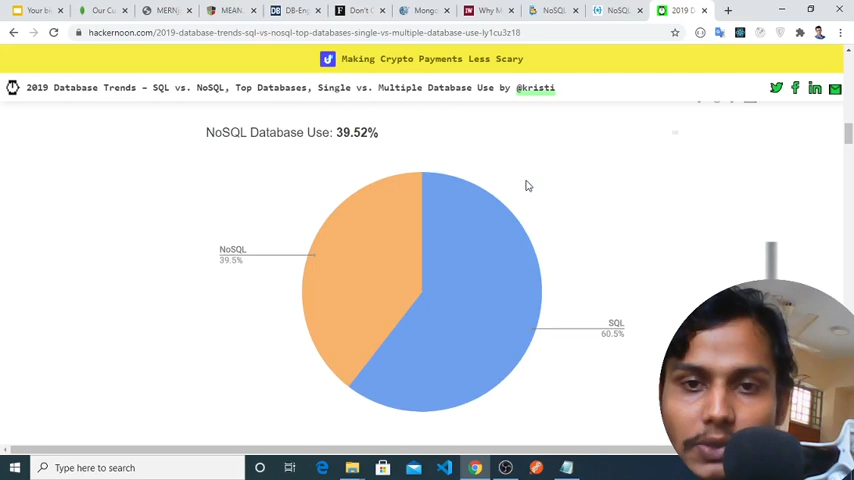 Your b
Our Cu
MERN
MEAN.
DB-Eng
Don't C
Mongo
Why M
NoSQL
NoSQL
2019 D
hackernoon.com/2019-database-trends-sql-vs-nosql-top-databases-single-vs-multiple-database-use-ly1cu3z18
Making Crypto Payments Less Scary
2019 Database Trends – SQL vs. NoSQL, Top Databases, Single vs. Multiple Database Use by @kristi
NoSQL Database Use: 39.52%
NoSQL
39.5%
SQL
60.5%
Type here to search